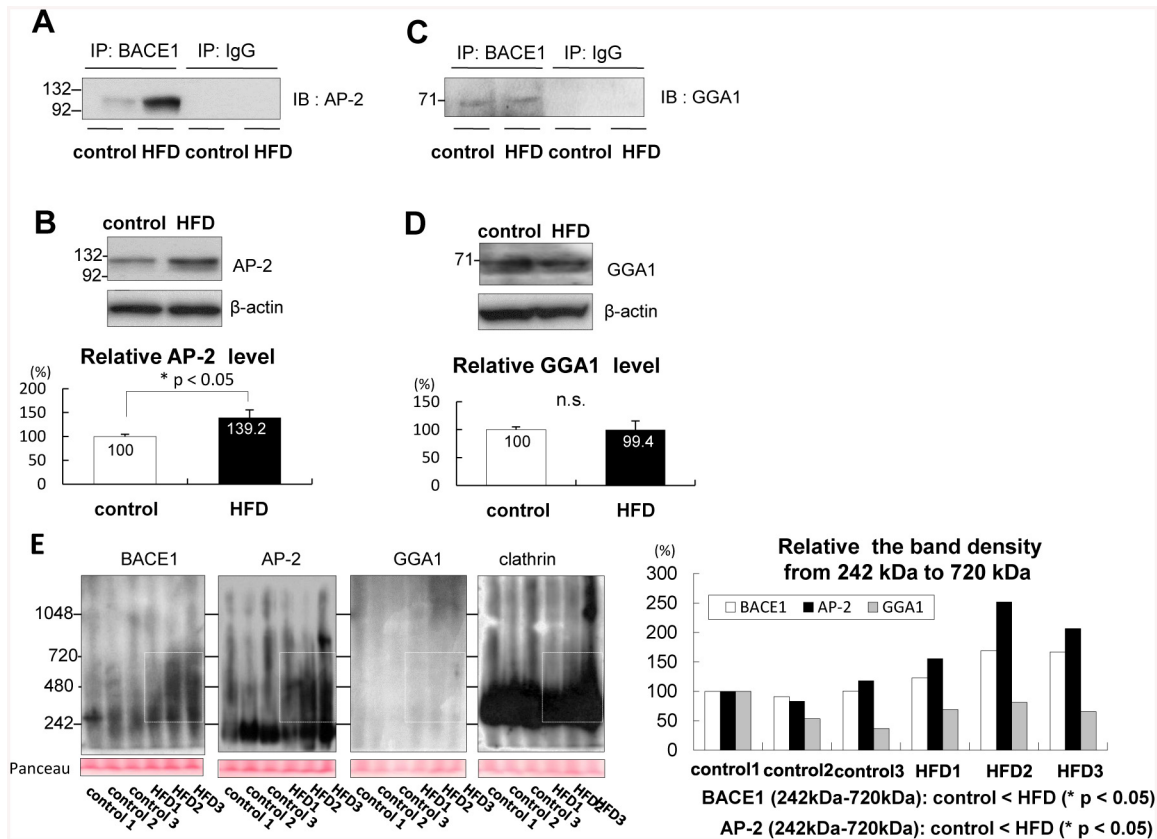 A
IP: BACE1 IP: IgG
132
92
IB : AP-2
control HFD control HFD
C
IP: BACE1 IP: IgG
71
IB : GGA1
control HFD control HFD
B
control HFD
132
92
AP-2
β-actin
Relative AP-2 level
(%)
* p < 0.05
200
150
100
50
0
100
139.2
control HFD
D
control HFD
71
GGA1
β-actin
Relative GGA1 level
(%)
n.s.
150
100
50
0
100
99.4
control HFD
E
BACE1 AP-2 GGA1 clathrin
1048
720
480
242
Panceau
control 1 control 2 control 3 HFD1 HFD2 HFD3
control 1 control 2 control 3 HFD1 HFD2 HFD3
control 1 control 2 control 3 HFD1 HFD2 HFD3
control 1 control 2 control 3 HFD1 HFD2 HFD3
Relative the band density
from 242 kDa to 720 kDa
(%)
300
250
200
150
100
50
0
BACE1 AP-2 GGA1
control1 control2 control3 HFD1 HFD2 HFD3
BACE1 (242kDa-720kDa): control < HFD (* p < 0.05)
AP-2 (242kDa-720kDa): control < HFD (* p < 0.05)